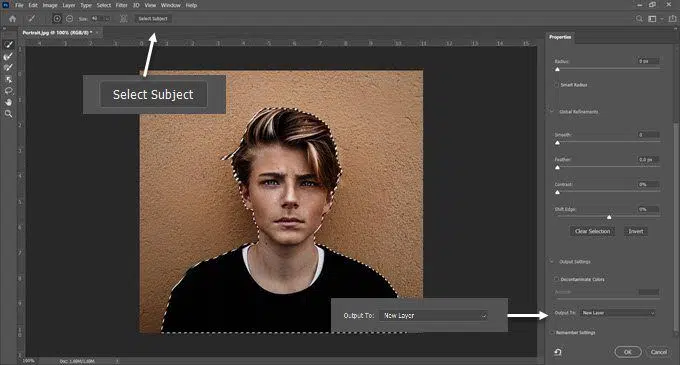 File Edit Image Layer Type Select Filter 3D View Window Help
Size: 40 Select Subject
Portrait.jpg @ 100% (RGB/8) *
Properties
Select Subject
Radius: 0 px
Smart Radius
Global Refinements
Smooth: 0
Feather: 0.0 px
Contrast: 0%
Shift Edge: 0%
Clear Selection Invert
Output Settings
Decontaminate Colors
Output To: New Layer
Output To: New Layer
Remember Settings
OK Cancel
100% Doc: 1.08M/1.08M